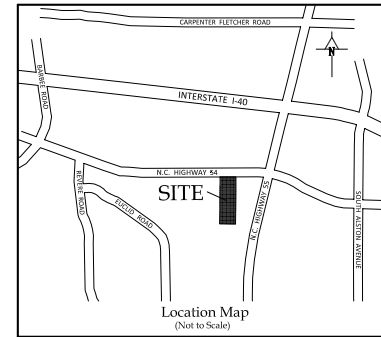 CARPENTER FLETCHER ROAD
N
BARBEE ROAD
INTERSTATE I-40
N.C. HIGHWAY 54
SITE
REVERE ROAD
EUCLID ROAD
N.C. HIGHWAY 55
SOUTH ALSTON AVENUE
Location Map
(Not to Scale)